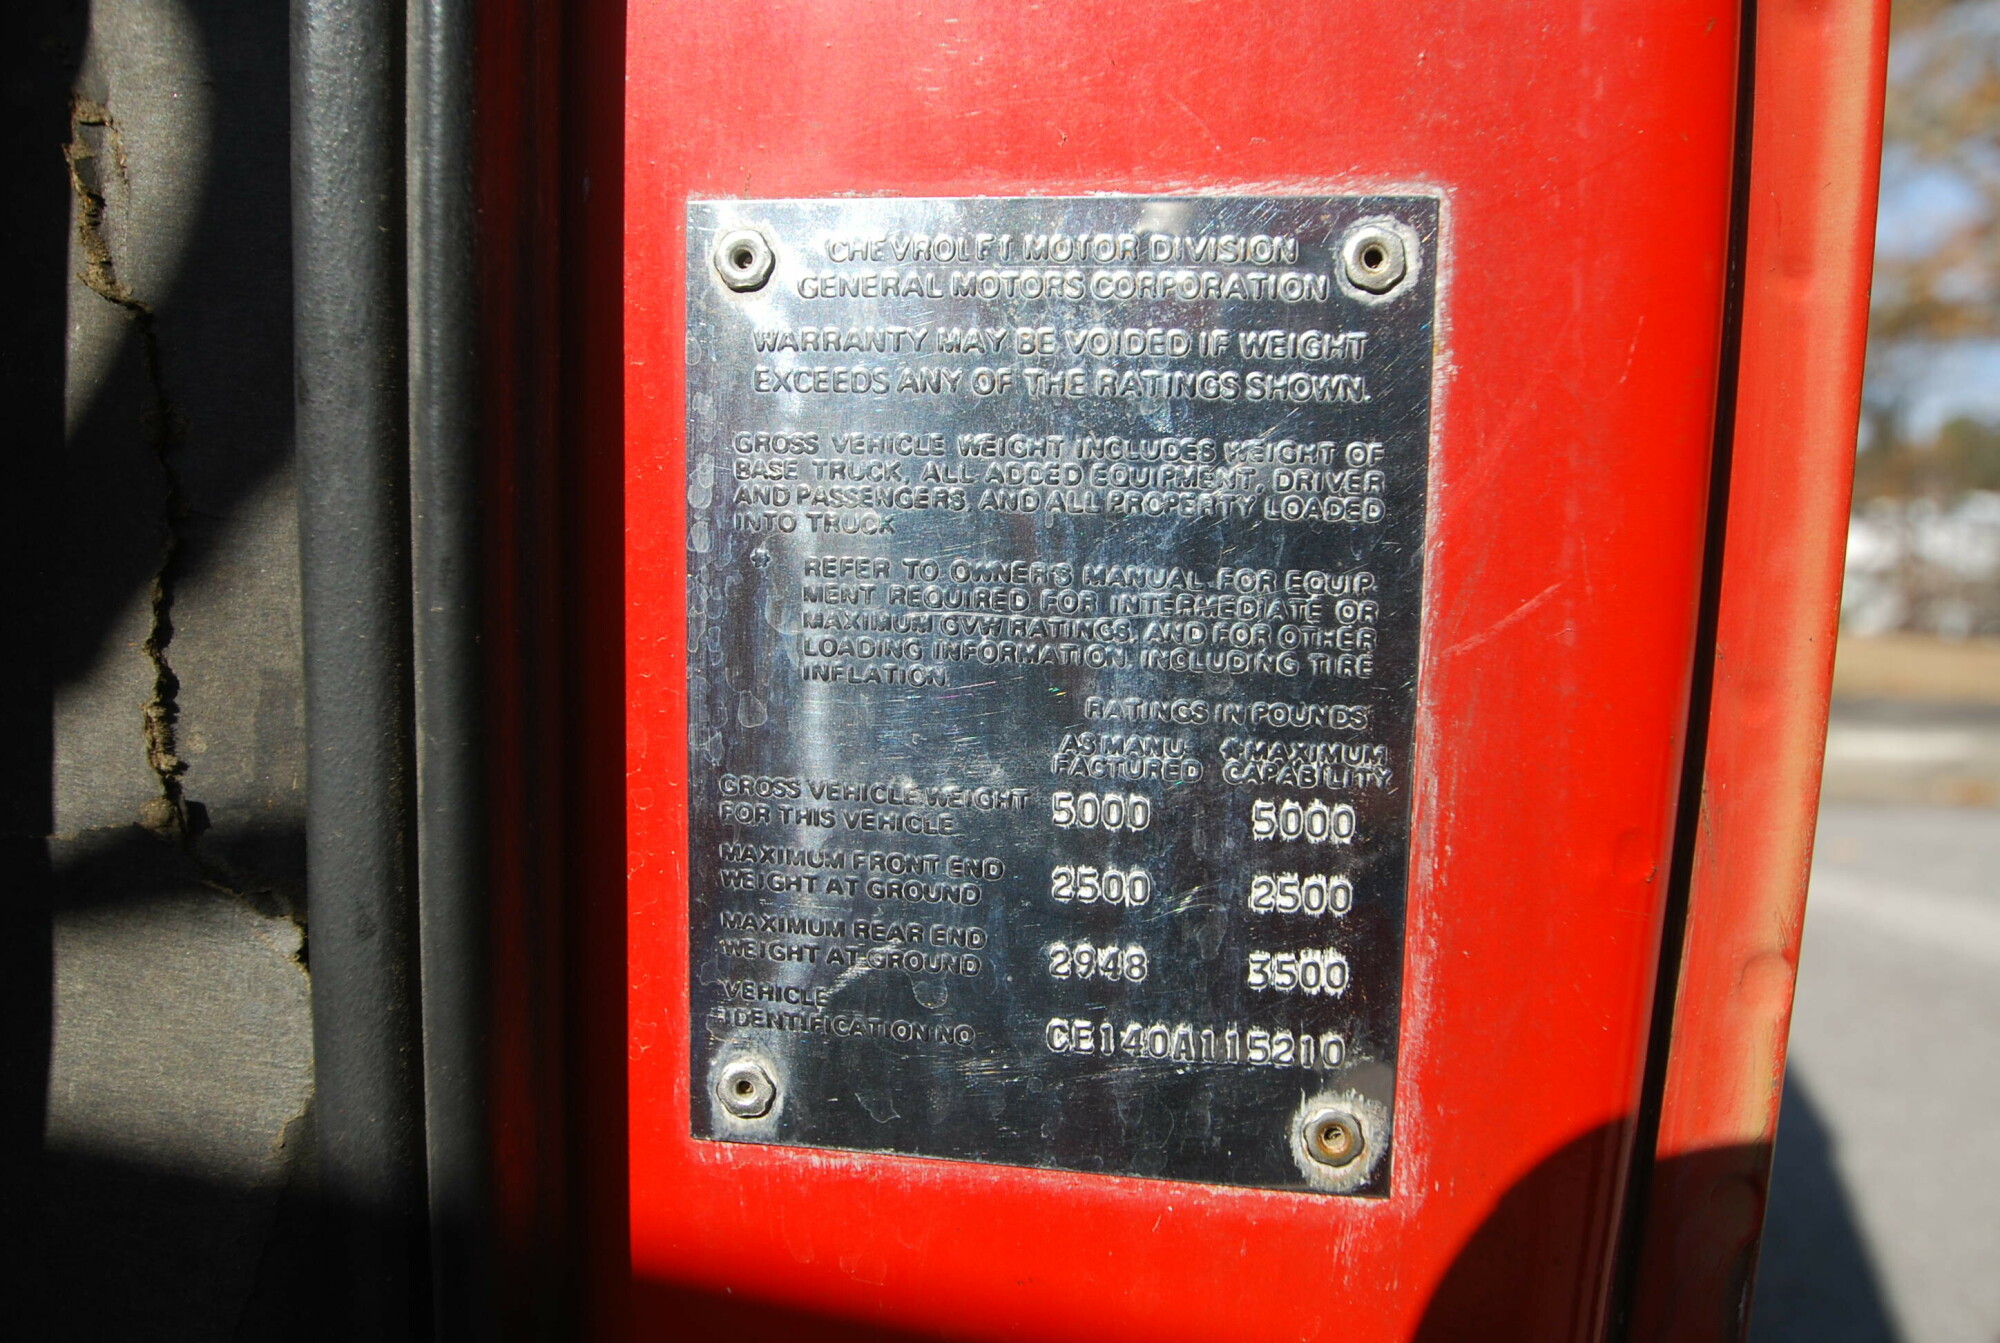 CHEVROLET MOTOR DIVISION
GENERAL MOTORS CORPORATION
WARRANTY MAY BE VOIDED IF WEIGHT
EXCEEDS ANY OF THE RATINGS SHOWN.
GROSS VEHICLE WEIGHT INCLUDES WEIGHT OF
BASE TRUCK, ALL ADDED EQUIPMENT, DRIVER
AND PASSENGERS, AND ALL PROPERTY LOADED
INTO TRUCK
* REFER TO OWNER'S MANUAL, FOR EQUIP-
MENT REQUIRED FOR INTERMEDIATE OR
MAXIMUM GVW RATINGS, AND FOR OTHER
LOADING INFORMATION INCLUDING TIRE
INFLATION.
RATINGS IN POUNDS
AS MANU- *MAXIMUM
FACTURED CAPABILITY
GROSS VEHICLE WEIGHT
FOR THIS VEHICLE 5000 5000
MAXIMUM FRONT END
WEIGHT AT GROUND 2500 2500
MAXIMUM REAR END
WEIGHT AT GROUND 2948 3500
VEHICLE
IDENTIFICATION NO CE140A115210